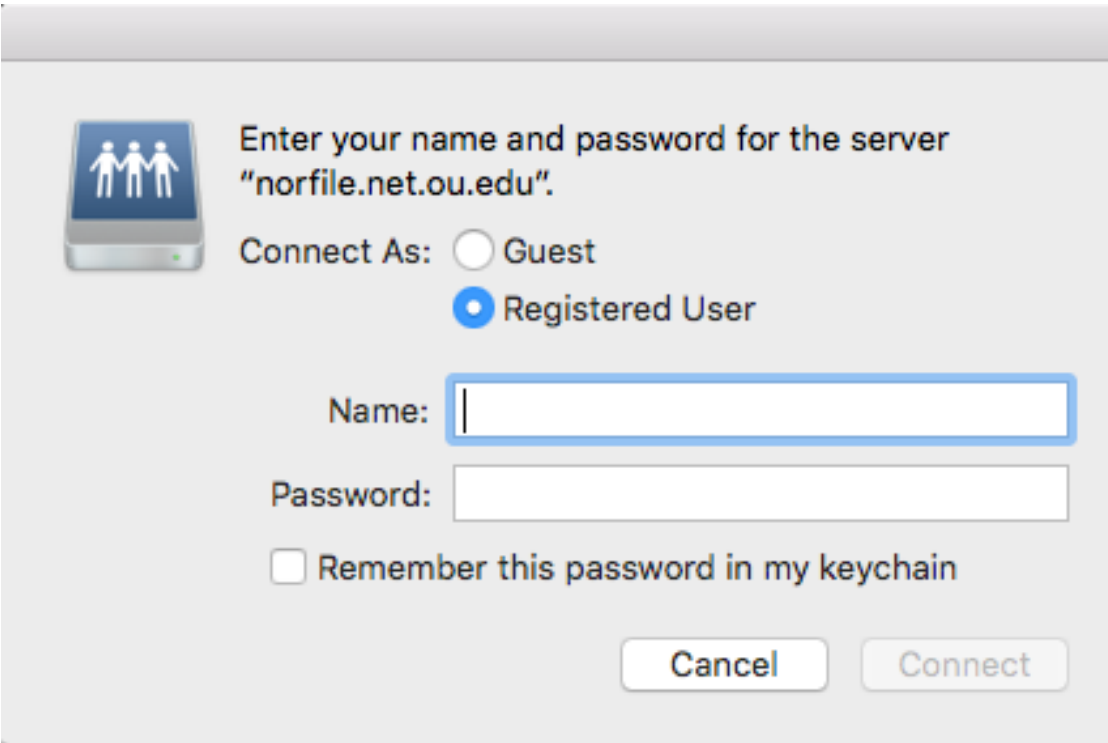 Enter your name and password for the server
“norfile.net.ou.edu”.
Connect As: Guest
Registered User
Name:
Password:
Remember this password in my keychain
Cancel Connect